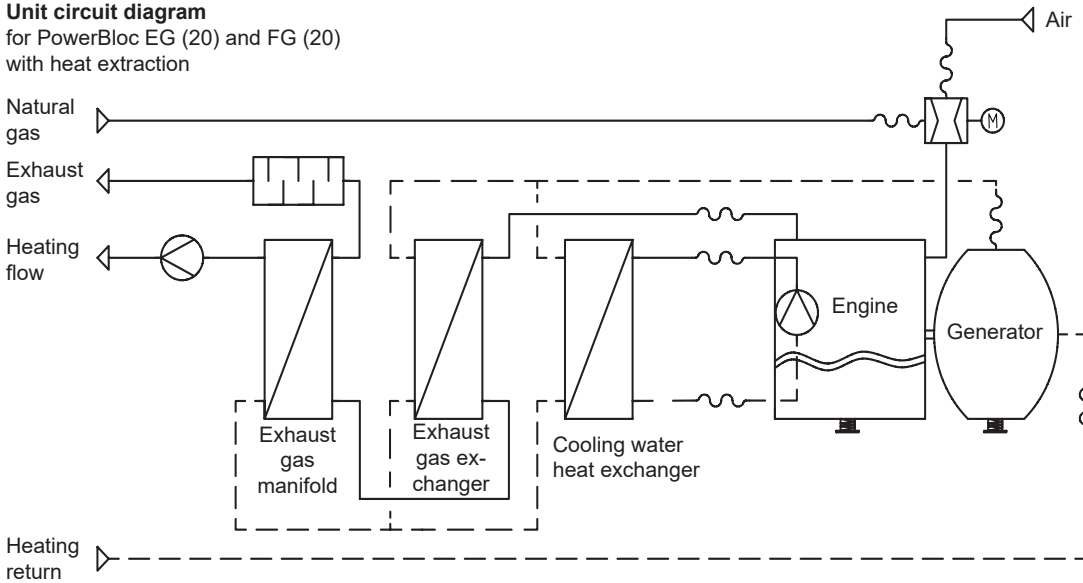 Unit circuit diagram
for PowerBloc EG (20) and FG (20)
with heat extraction
Air
Natural
gas
M
Exhaust
gas
Heating
flow
Engine
Generator
Exhaust
gas
manifold
Exhaust
gas ex-
changer
Cooling water
heat exchanger
Heating
return